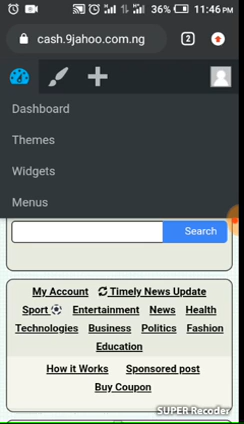 36% 11:46 PM
cash.9jahoo.com.ng 2
Dashboard
Themes
Widgets
Menus
Search
My Account Timely News Update
Sport Entertainment News Health
Technologies Business Politics Fashion
Education
How it Works Sponsored post
Buy Coupon
SUPER Recorder